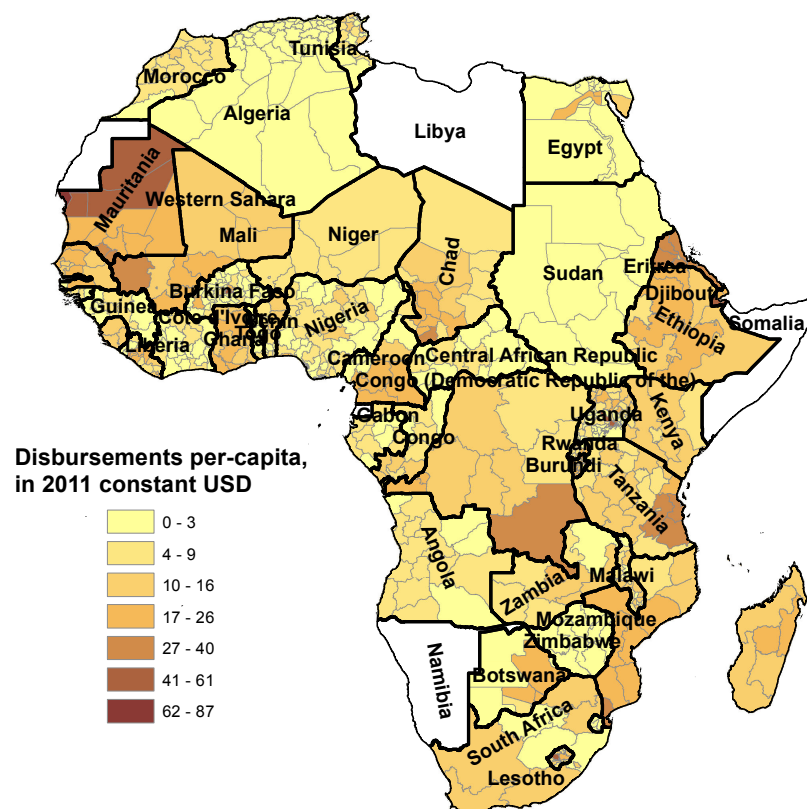 Tunisia
Morocco
Algeria
Libya
Egypt
Mauritania
Western Sahara
Mali
Niger
Chad
Sudan
Eritrea
Djibouti
Burkina Faso
Guinea
Cote d'Ivoire
Benin
Togo
Nigeria
Ghana
Liberia
Ethiopia
Somalia
Cameroon
Central African Republic
Congo (Democratic Republic of the)
Gabon
Congo
Uganda
Kenya
Rwanda
Burundi
Tanzania
Disbursements per-capita,
in 2011 constant USD
0 - 3
4 - 9
10 - 16
17 - 26
27 - 40
41 - 61
62 - 87
Angola
Zambia
Malawi
Mozambique
Zimbabwe
Namibia
Botswana
South Africa
Lesotho